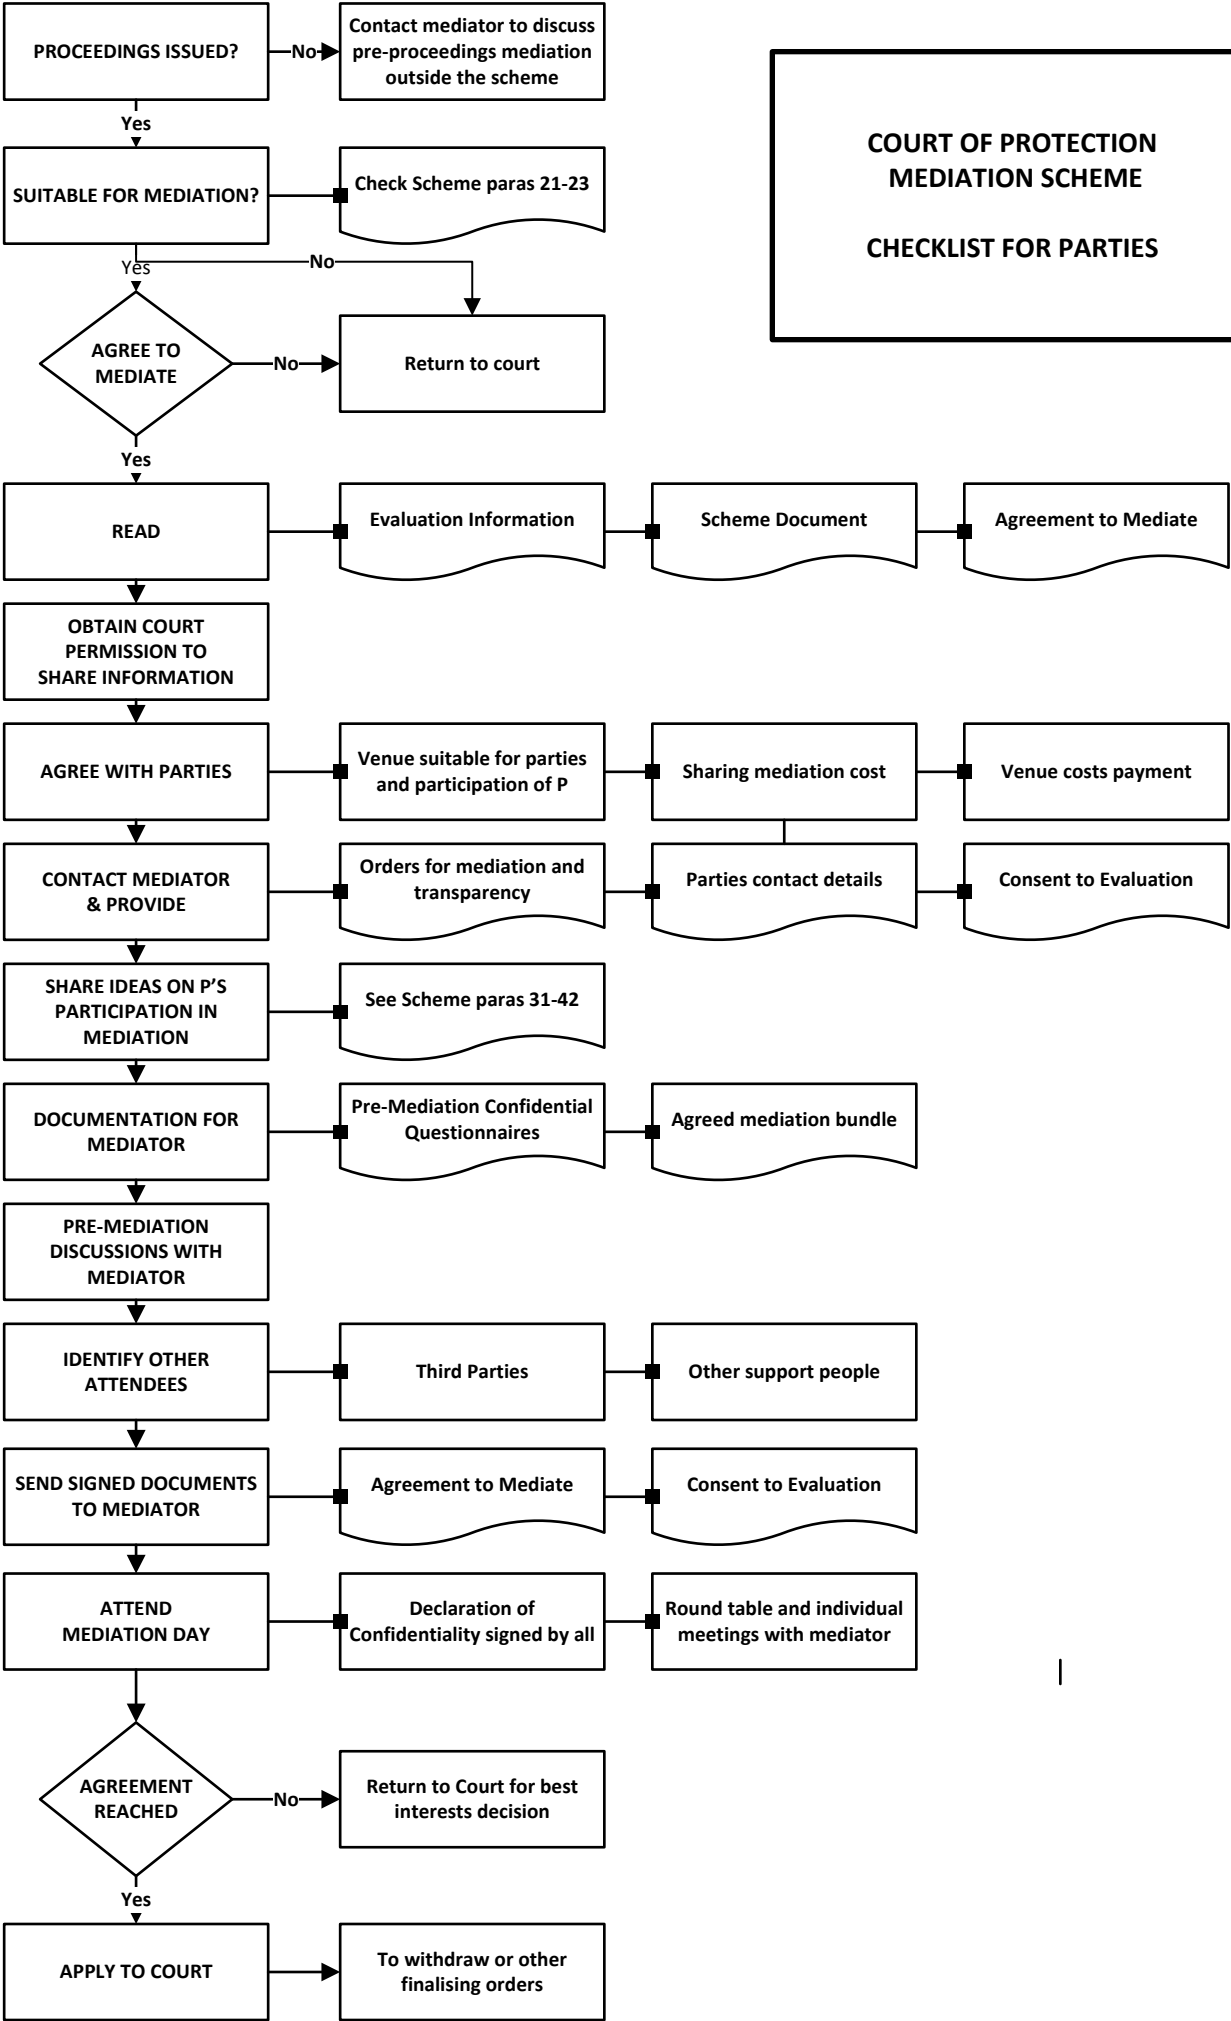 PROCEEDINGS ISSUED?
No
Contact mediator to discuss
pre-proceedings mediation
outside the scheme
COURT OF PROTECTION
MEDIATION SCHEME
CHECKLIST FOR PARTIES
Yes
SUITABLE FOR MEDIATION?
Check Scheme paras 21-23
Yes
No
AGREE TO
MEDIATE
No
Return to court
Yes
READ
Evaluation Information
Scheme Document
Agreement to Mediate
OBTAIN COURT
PERMISSION TO
SHARE INFORMATION
AGREE WITH PARTIES
Venue suitable for parties
and participation of P
Sharing mediation cost
Venue costs payment
CONTACT MEDIATOR
& PROVIDE
Orders for mediation and
transparency
Parties contact details
Consent to Evaluation
SHARE IDEAS ON P’S
PARTICIPATION IN
MEDIATION
See Scheme paras 31-42
DOCUMENTATION FOR
MEDIATOR
Pre-Mediation Confidential
Questionnaires
Agreed mediation bundle
PRE-MEDIATION
DISCUSSIONS WITH
MEDIATOR
IDENTIFY OTHER
ATTENDEES
Third Parties
Other support people
SEND SIGNED DOCUMENTS
TO MEDIATOR
Agreement to Mediate
Consent to Evaluation
ATTEND
MEDIATION DAY
Declaration of
Confidentiality signed by all
Round table and individual
meetings with mediator
AGREEMENT
REACHED
No
Return to Court for best
interests decision
Yes
APPLY TO COURT
To withdraw or other
finalising orders